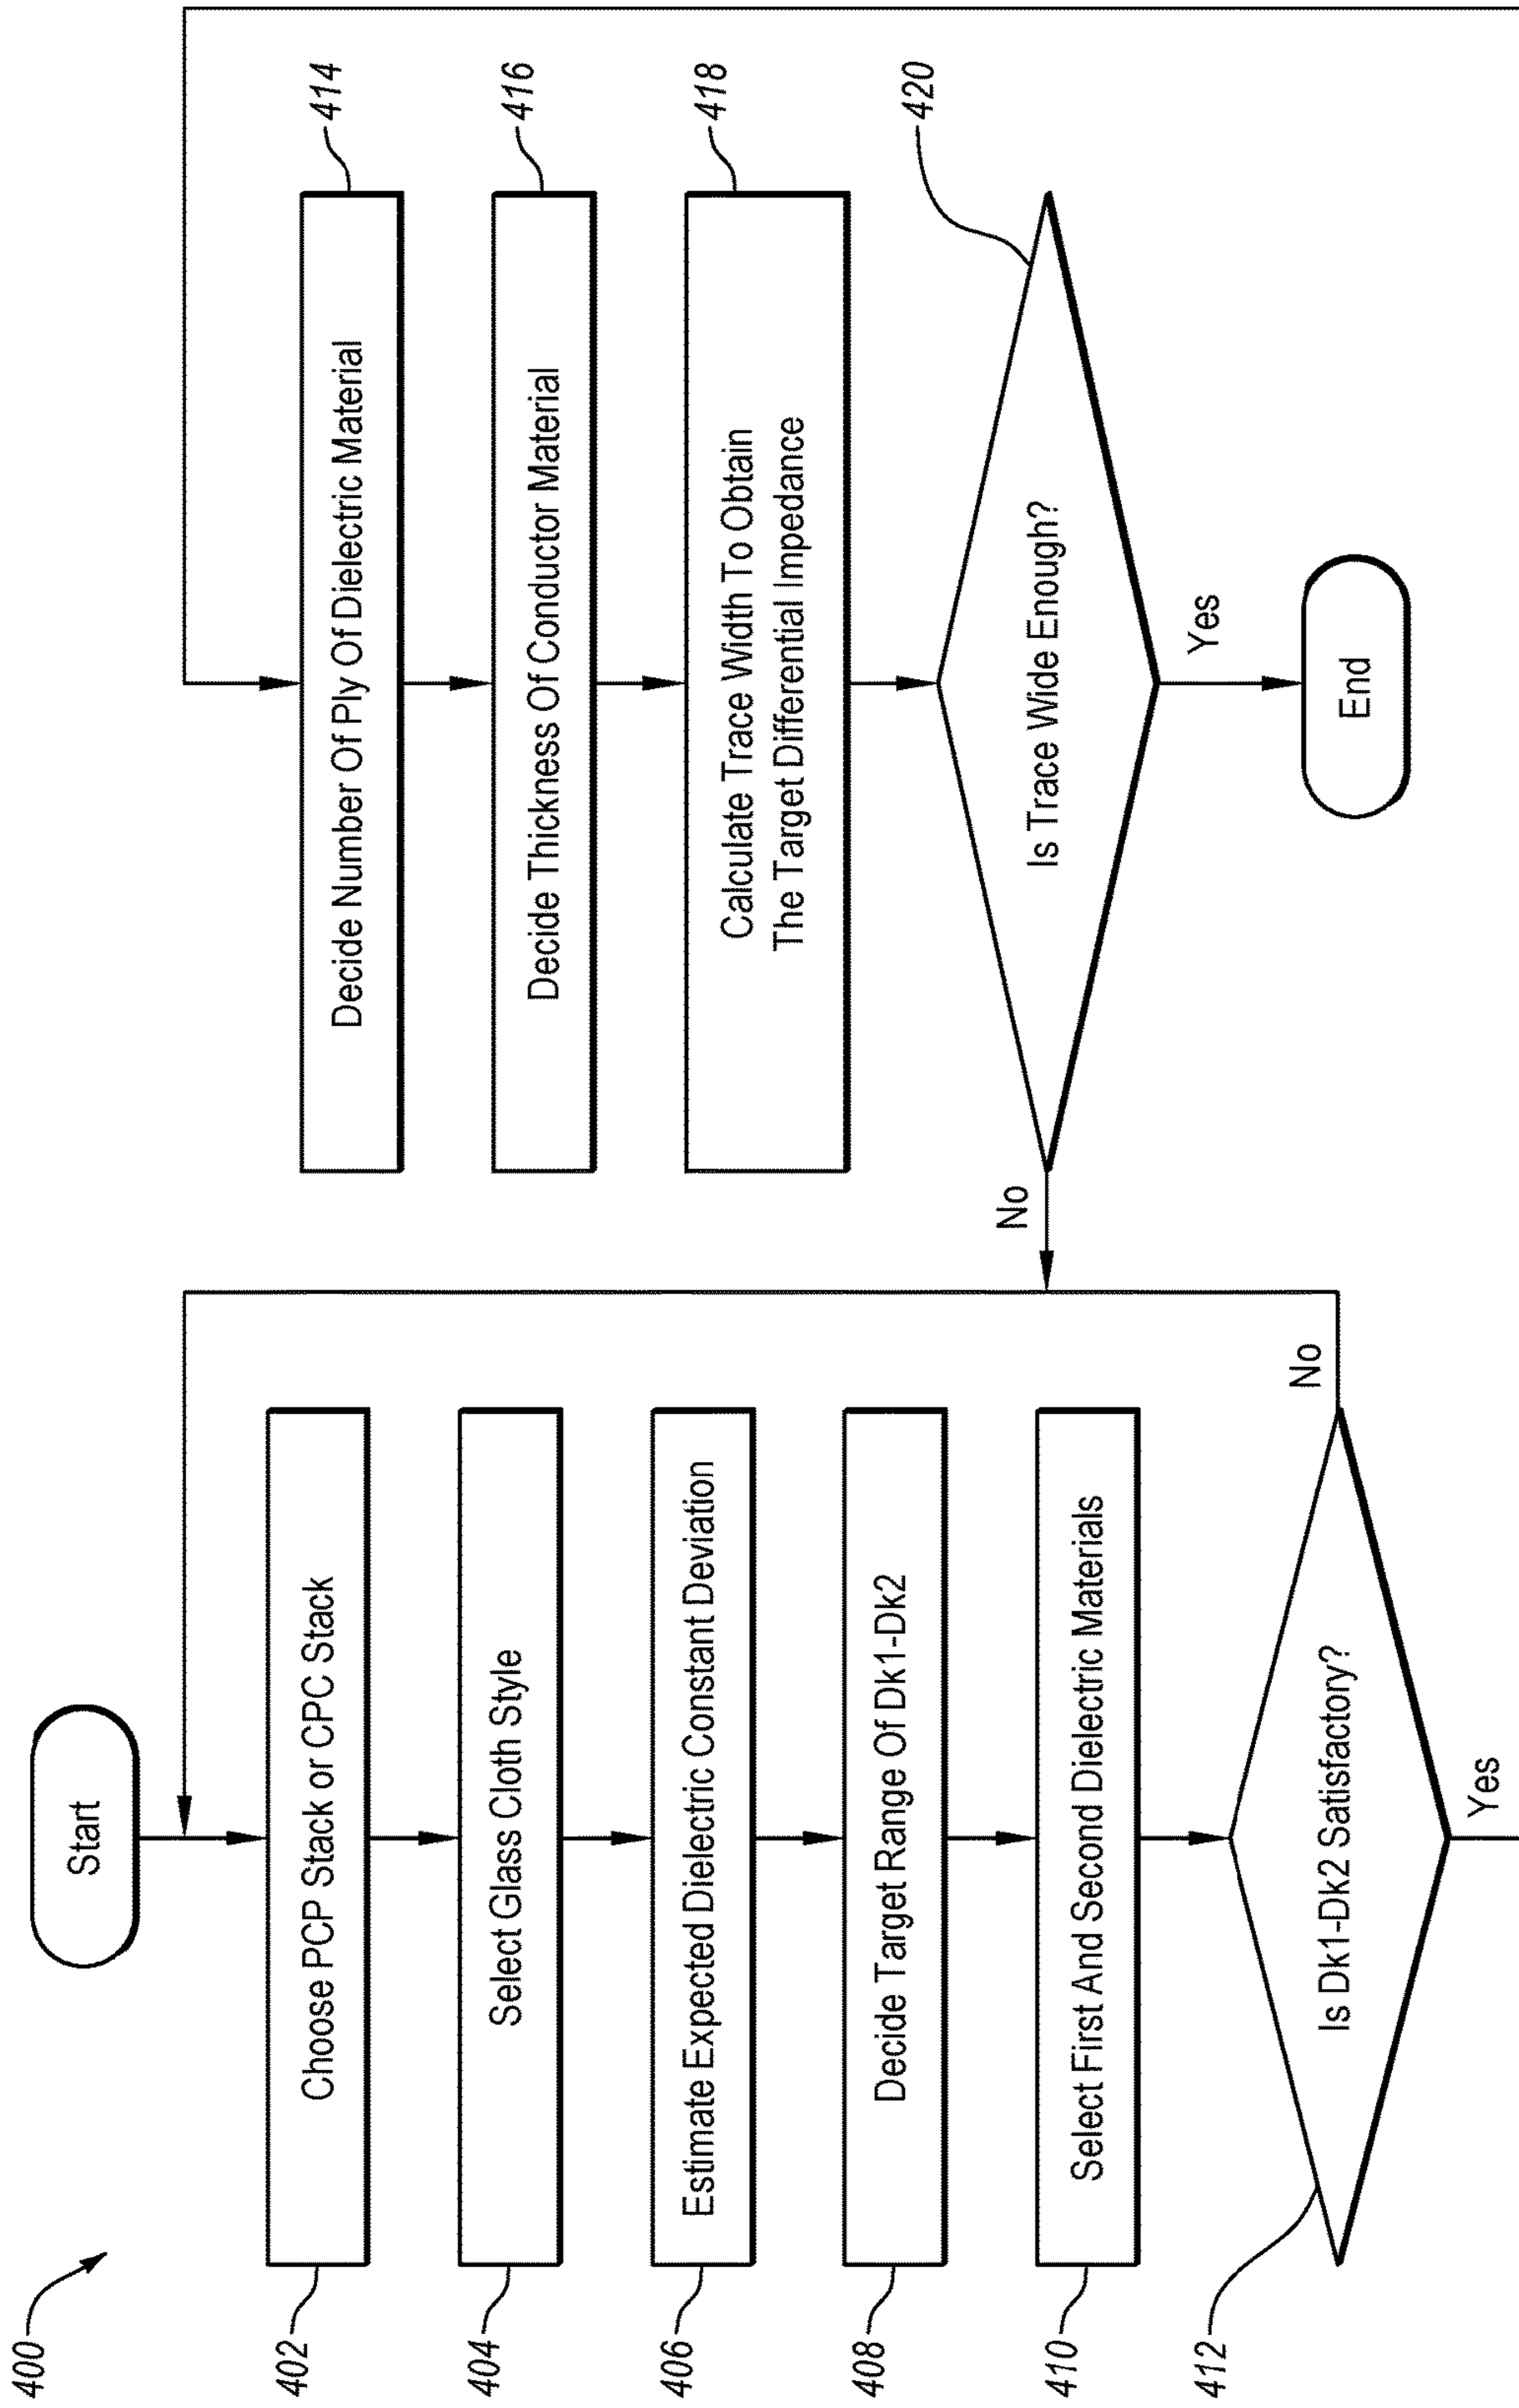 400
Start
Choose PCP Stack or CPC Stack
402
Select Glass Cloth Style
404
Estimate Expected Dielectric Constant Deviation
406
Decide Target Range Of Dk1-Dk2
408
Select First And Second Dielectric Materials
410
Is Dk1-Dk2 Satisfactory?
412
No
Yes
Decide Number Of Ply Of Dielectric Material
414
Decide Thickness Of Conductor Material
416
Calculate Trace Width To Obtain
The Target Differential Impedance
418
Is Trace Wide Enough?
420
No
Yes
End